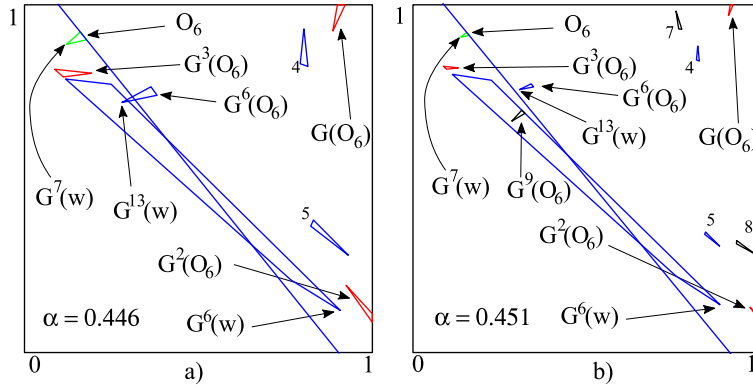 1
O₆
G³(O₆)
4
G⁶(O₆)
G(O₆)
G⁷(w)
G¹³(w)
5
G²(O₆)
α = 0.446
G⁶(w)
0
1
a)
1
O₆
7
G³(O₆)
4
G⁶(O₆)
G¹³(w)
G(O₆)
G⁷(w)
G⁹(O₆)
5
8
G²(O₆)
α = 0.451
G⁶(w)
0
1
b)